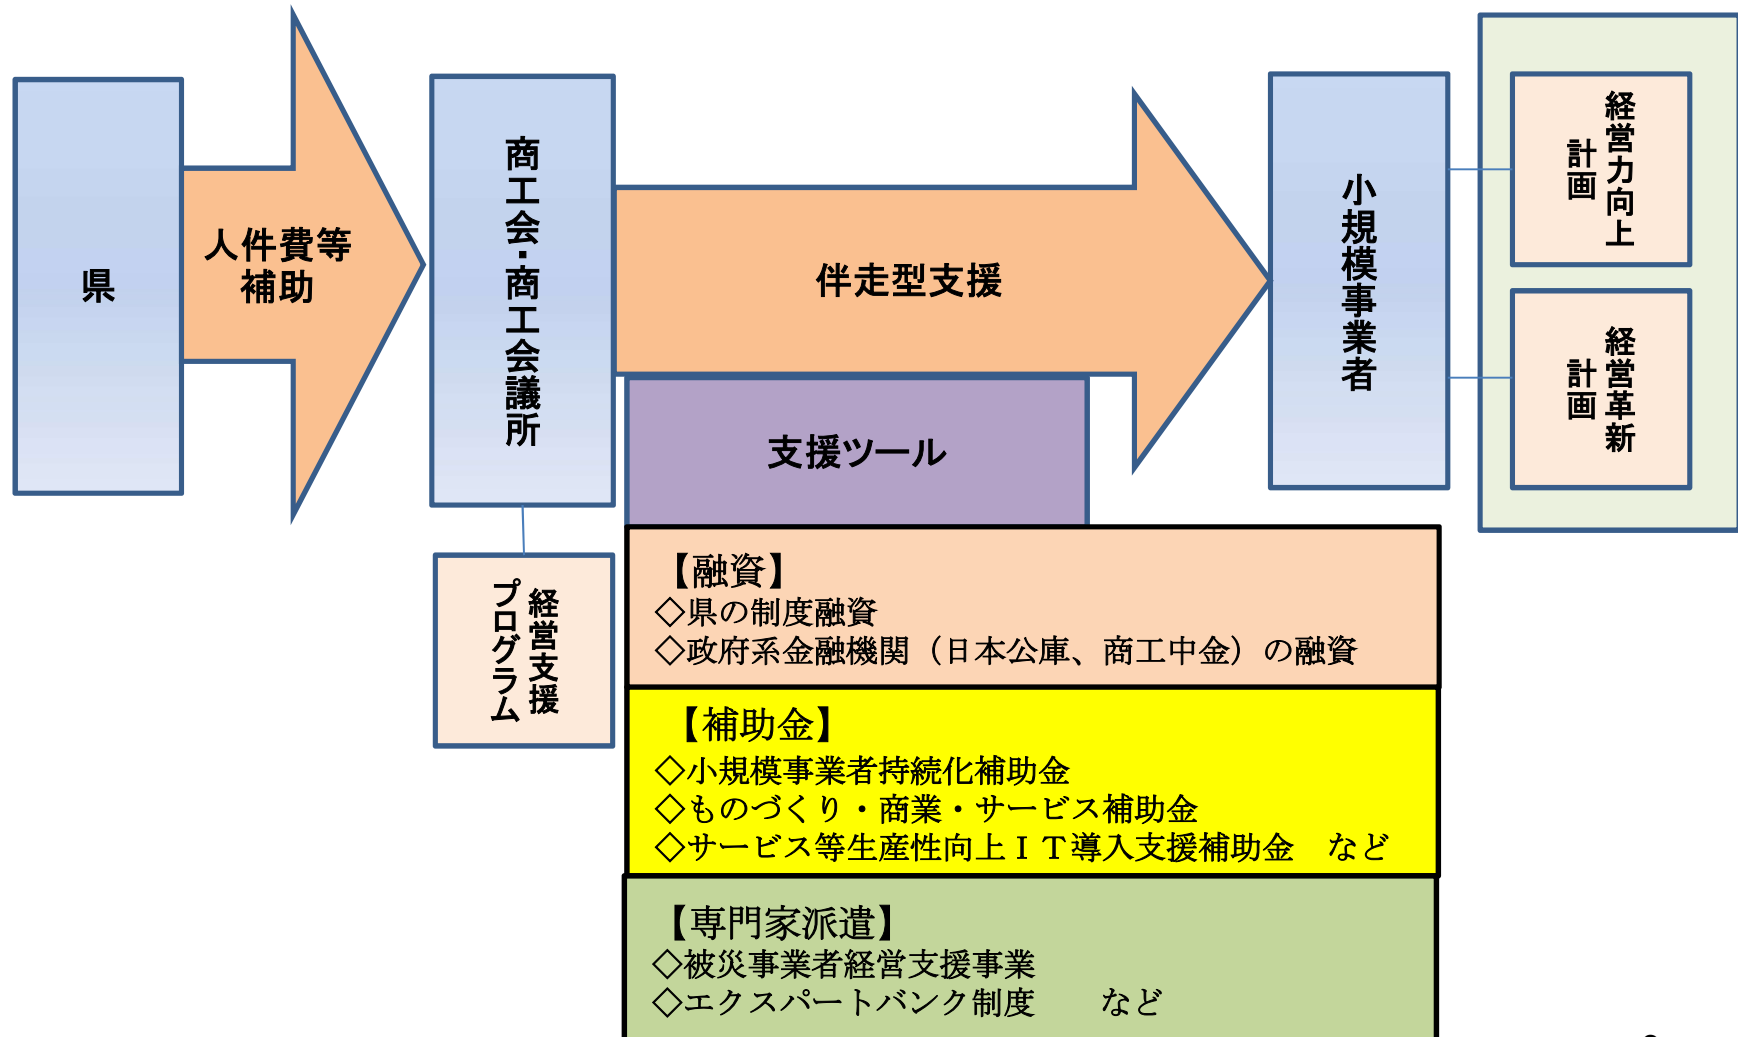 県
人件費等
補助
商工会・商工会議所
伴走型支援
小規模事業者
経営力向上
計画
経営革新
計画
支援ツール
経営支援
プログラム
【融資】
◇県の制度融資
◇政府系金融機関（日本公庫、商工中金）の融資
【補助金】
◇小規模事業者持続化補助金
◇ものづくり・商業・サービス補助金
◇サービス等生産性向上ＩＴ導入支援補助金　など
【専門家派遣】
◇被災事業者経営支援事業
◇エクスパートバンク制度　　など